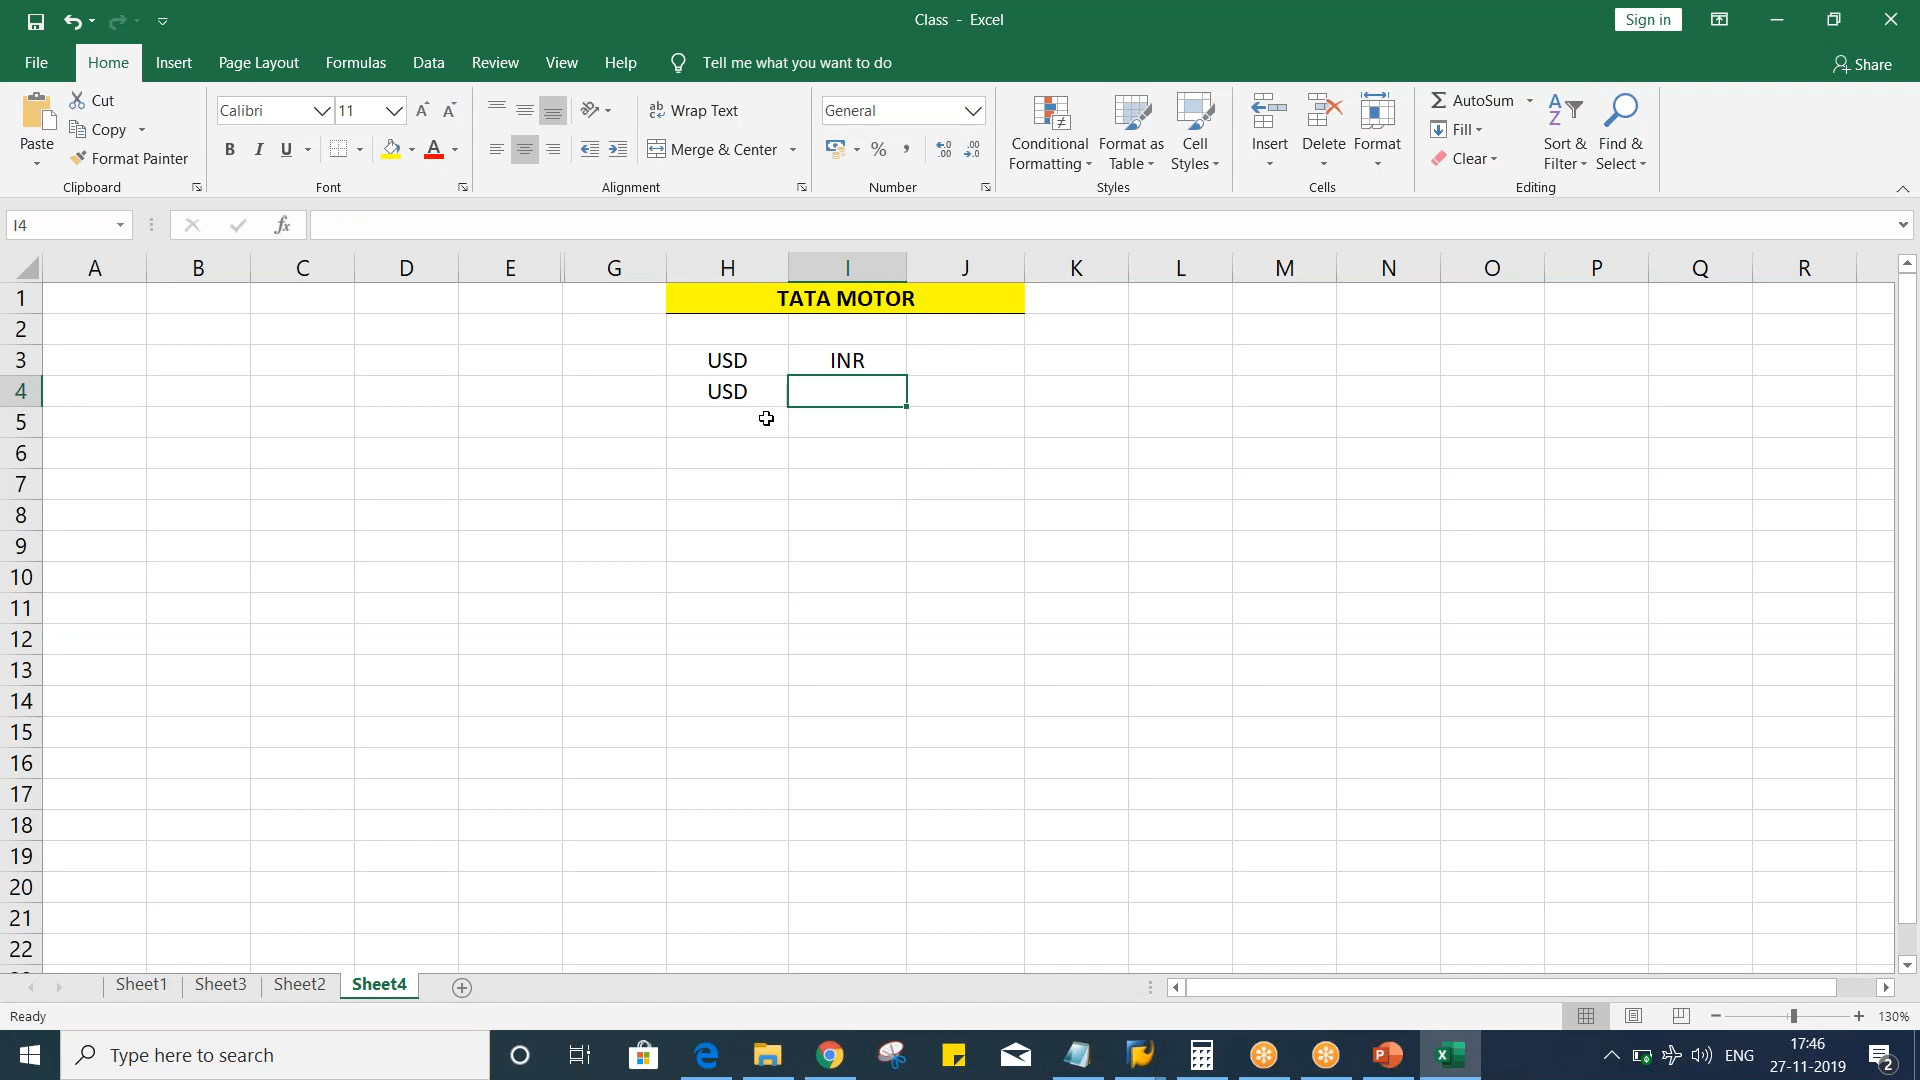 Class - Excel
Sign in
File Home Insert Page Layout Formulas Data Review View Help Tell me what you want to do Share
Paste Cut Copy Format Painter Clipboard
Calibri 11 B I U A Font
ab Wrap Text Merge & Center Alignment
General % , .00 Number
Conditional Formatting Format as Table Cell Styles Styles
Insert Delete Format Cells
AutoSum Fill Clear Sort & Filter Find & Select Editing
I4 fx
A B C D E G H I J K L M N O P Q R
1 TATA MOTOR
2
3 USD INR
4 USD
5
6
7
8
9
10
11
12
13
14
15
16
17
18
19
20
21
22
Sheet1 Sheet3 Sheet2 Sheet4
Ready 130%
Type here to search ENG 17:46
27-11-2019 2